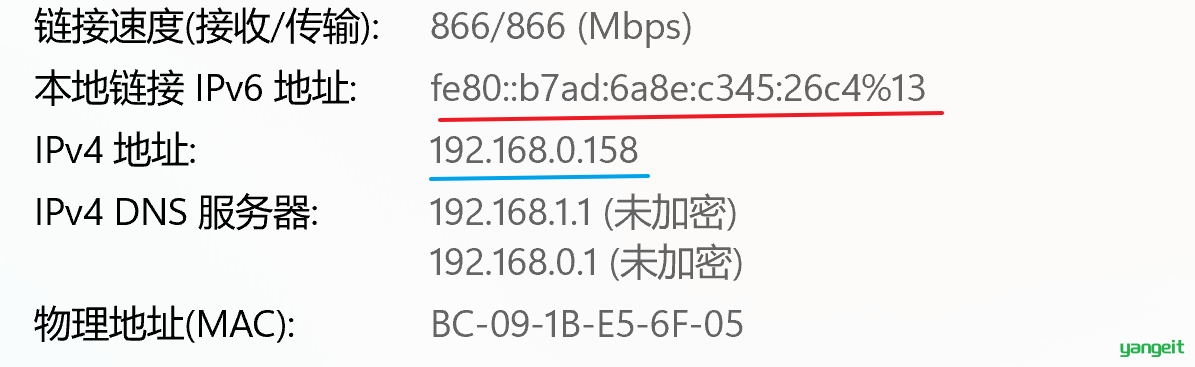 链接速度(接收/传输): 866/866 (Mbps)
本地链接 IPv6 地址: fe80::b7ad:6a8e:c345:26c4%13
IPv4 地址: 192.168.0.158
IPv4 DNS 服务器: 192.168.1.1 (未加密)
192.168.0.1 (未加密)
物理地址(MAC): BC-09-1B-E5-6F-05
yangeit